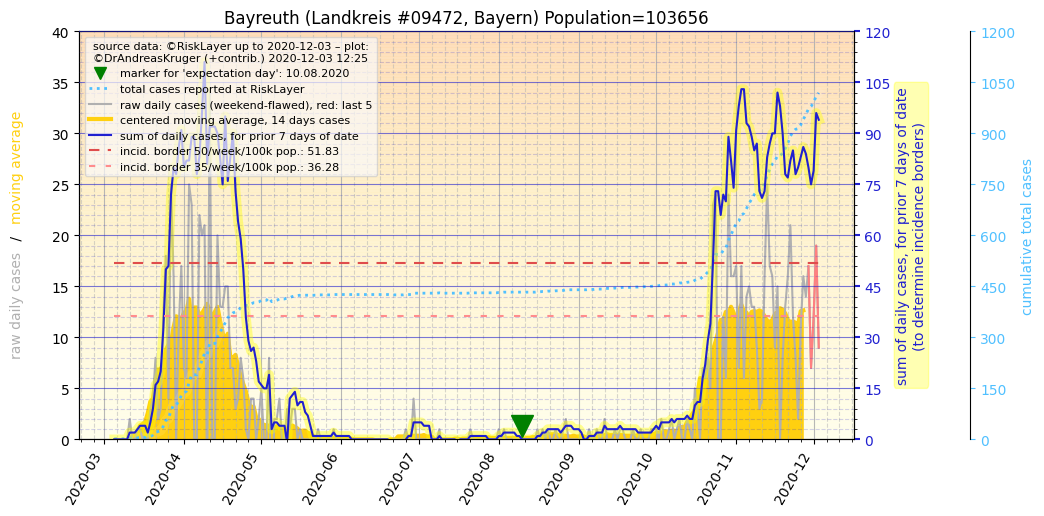 Bayreuth (Landkreis #09472, Bayern) Population=103656
source data: ©RiskLayer up to 2020-12-03 – plot:
©DrAndreasKruger (+contrib.) 2020-12-03 12:25
marker for 'expectation day': 10.08.2020
total cases reported at RiskLayer
raw daily cases (weekend-flawed), red: last 5
centered moving average, 14 days cases
sum of daily cases, for prior 7 days of date
incid. border 50/week/100k pop.: 51.83
incid. border 35/week/100k pop.: 36.28
raw daily cases / moving average
40
35
30
25
20
15
10
5
0
2020-03
2020-04
2020-05
2020-06
2020-07
2020-08
2020-09
2020-10
2020-11
2020-12
120
105
90
75
60
45
30
15
0
sum of daily cases, for prior 7 days of date
(to determine incidence borders)
1200
1050
900
750
600
450
300
150
0
cumulative total cases